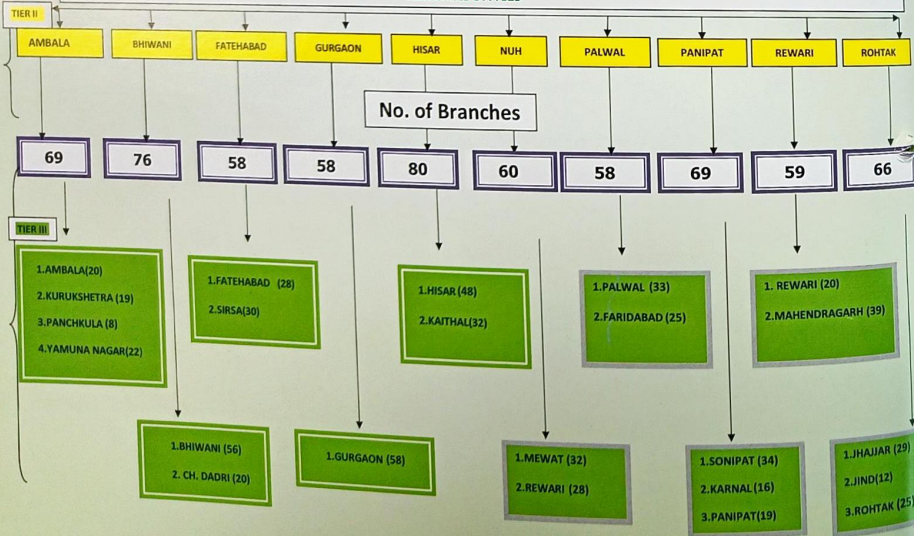 TIER II
AMBALA
BHIWANI
FATEHABAD
GURGAON
HISAR
NUH
PALWAL
PANIPAT
REWARI
ROHTAK
No. of Branches
69
76
58
58
80
60
58
69
59
66
TIER III
1.AMBALA(20)
2.KURUKSHETRA (19)
3.PANCHKULA (8)
4.YAMUNA NAGAR(22)
1.FATEHABAD (28)
2.SIRSA(30)
1.HISAR (48)
2.KAITHAL(32)
1.PALWAL (33)
2.FARIDABAD (25)
1. REWARI (20)
2.MAHENDRAGARH (39)
1.BHIWANI (56)
2. CH. DADRI (20)
1.GURGAON (58)
1.MEWAT (32)
2.REWARI (28)
1.SONIPAT (34)
2.KARNAL(16)
3.PANIPAT(19)
1.JHAJJAR (29)
2.JIND(12)
3.ROHTAK (25)